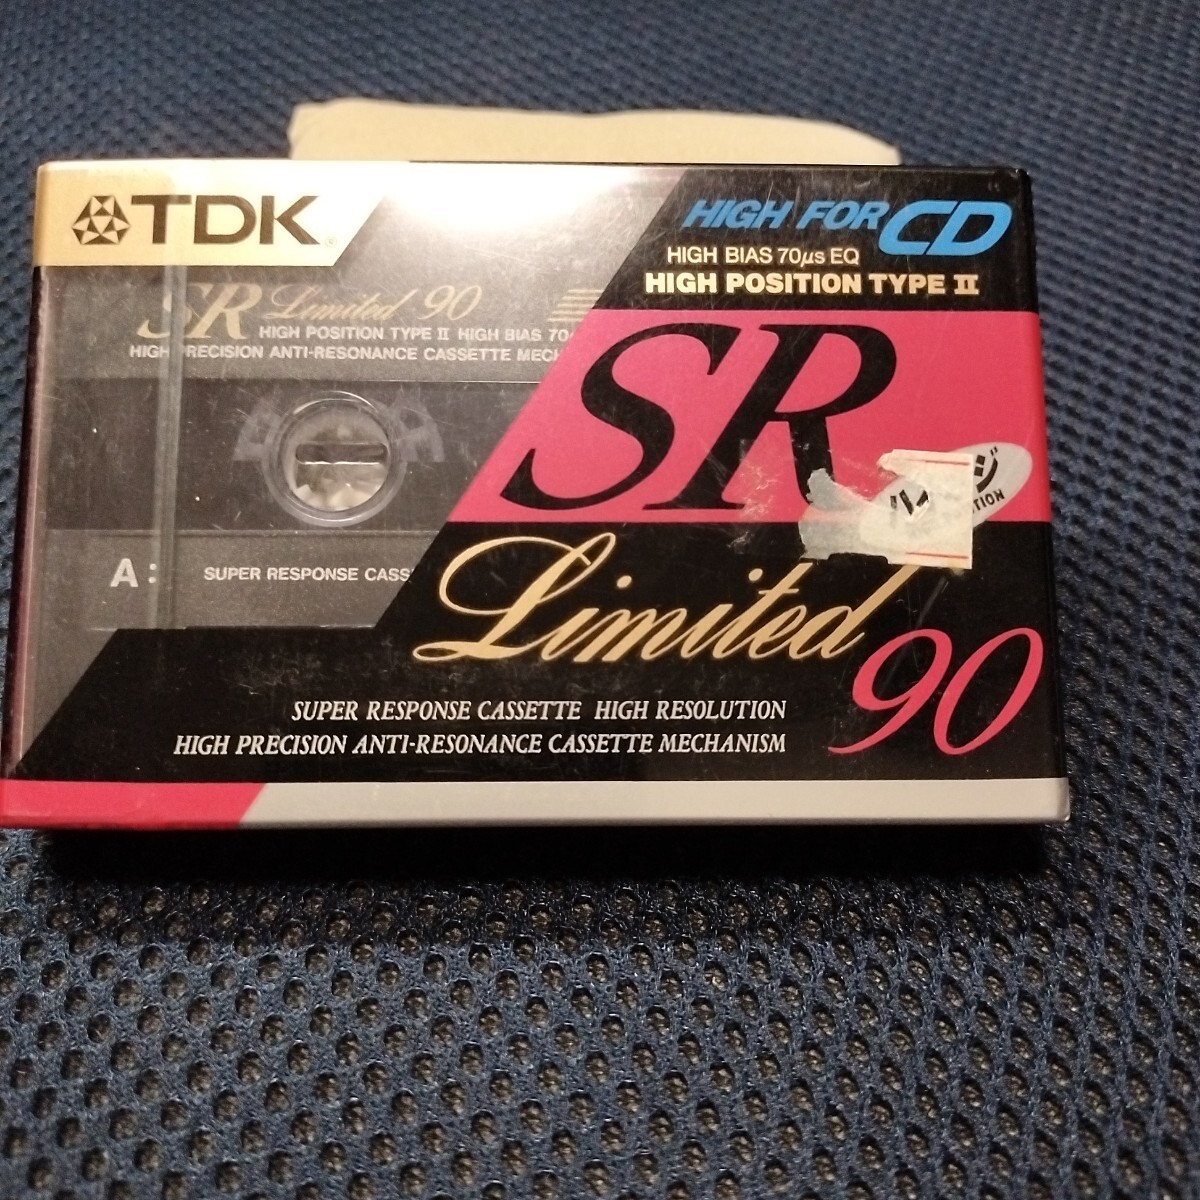 TDK
HIGH FOR CD
HIGH BIAS 70µs EQ
HIGH POSITION TYPE II
SR Limited 90
HIGH POSITION TYPE II HIGH BIAS 70
HIGH PRECISION ANTI-RESONANCE CASSETTE MECH
SR
A:
SUPER RESPONSE CASS
Limited
90
SUPER RESPONSE CASSETTE HIGH RESOLUTION
HIGH PRECISION ANTI-RESONANCE CASSETTE MECHANISM